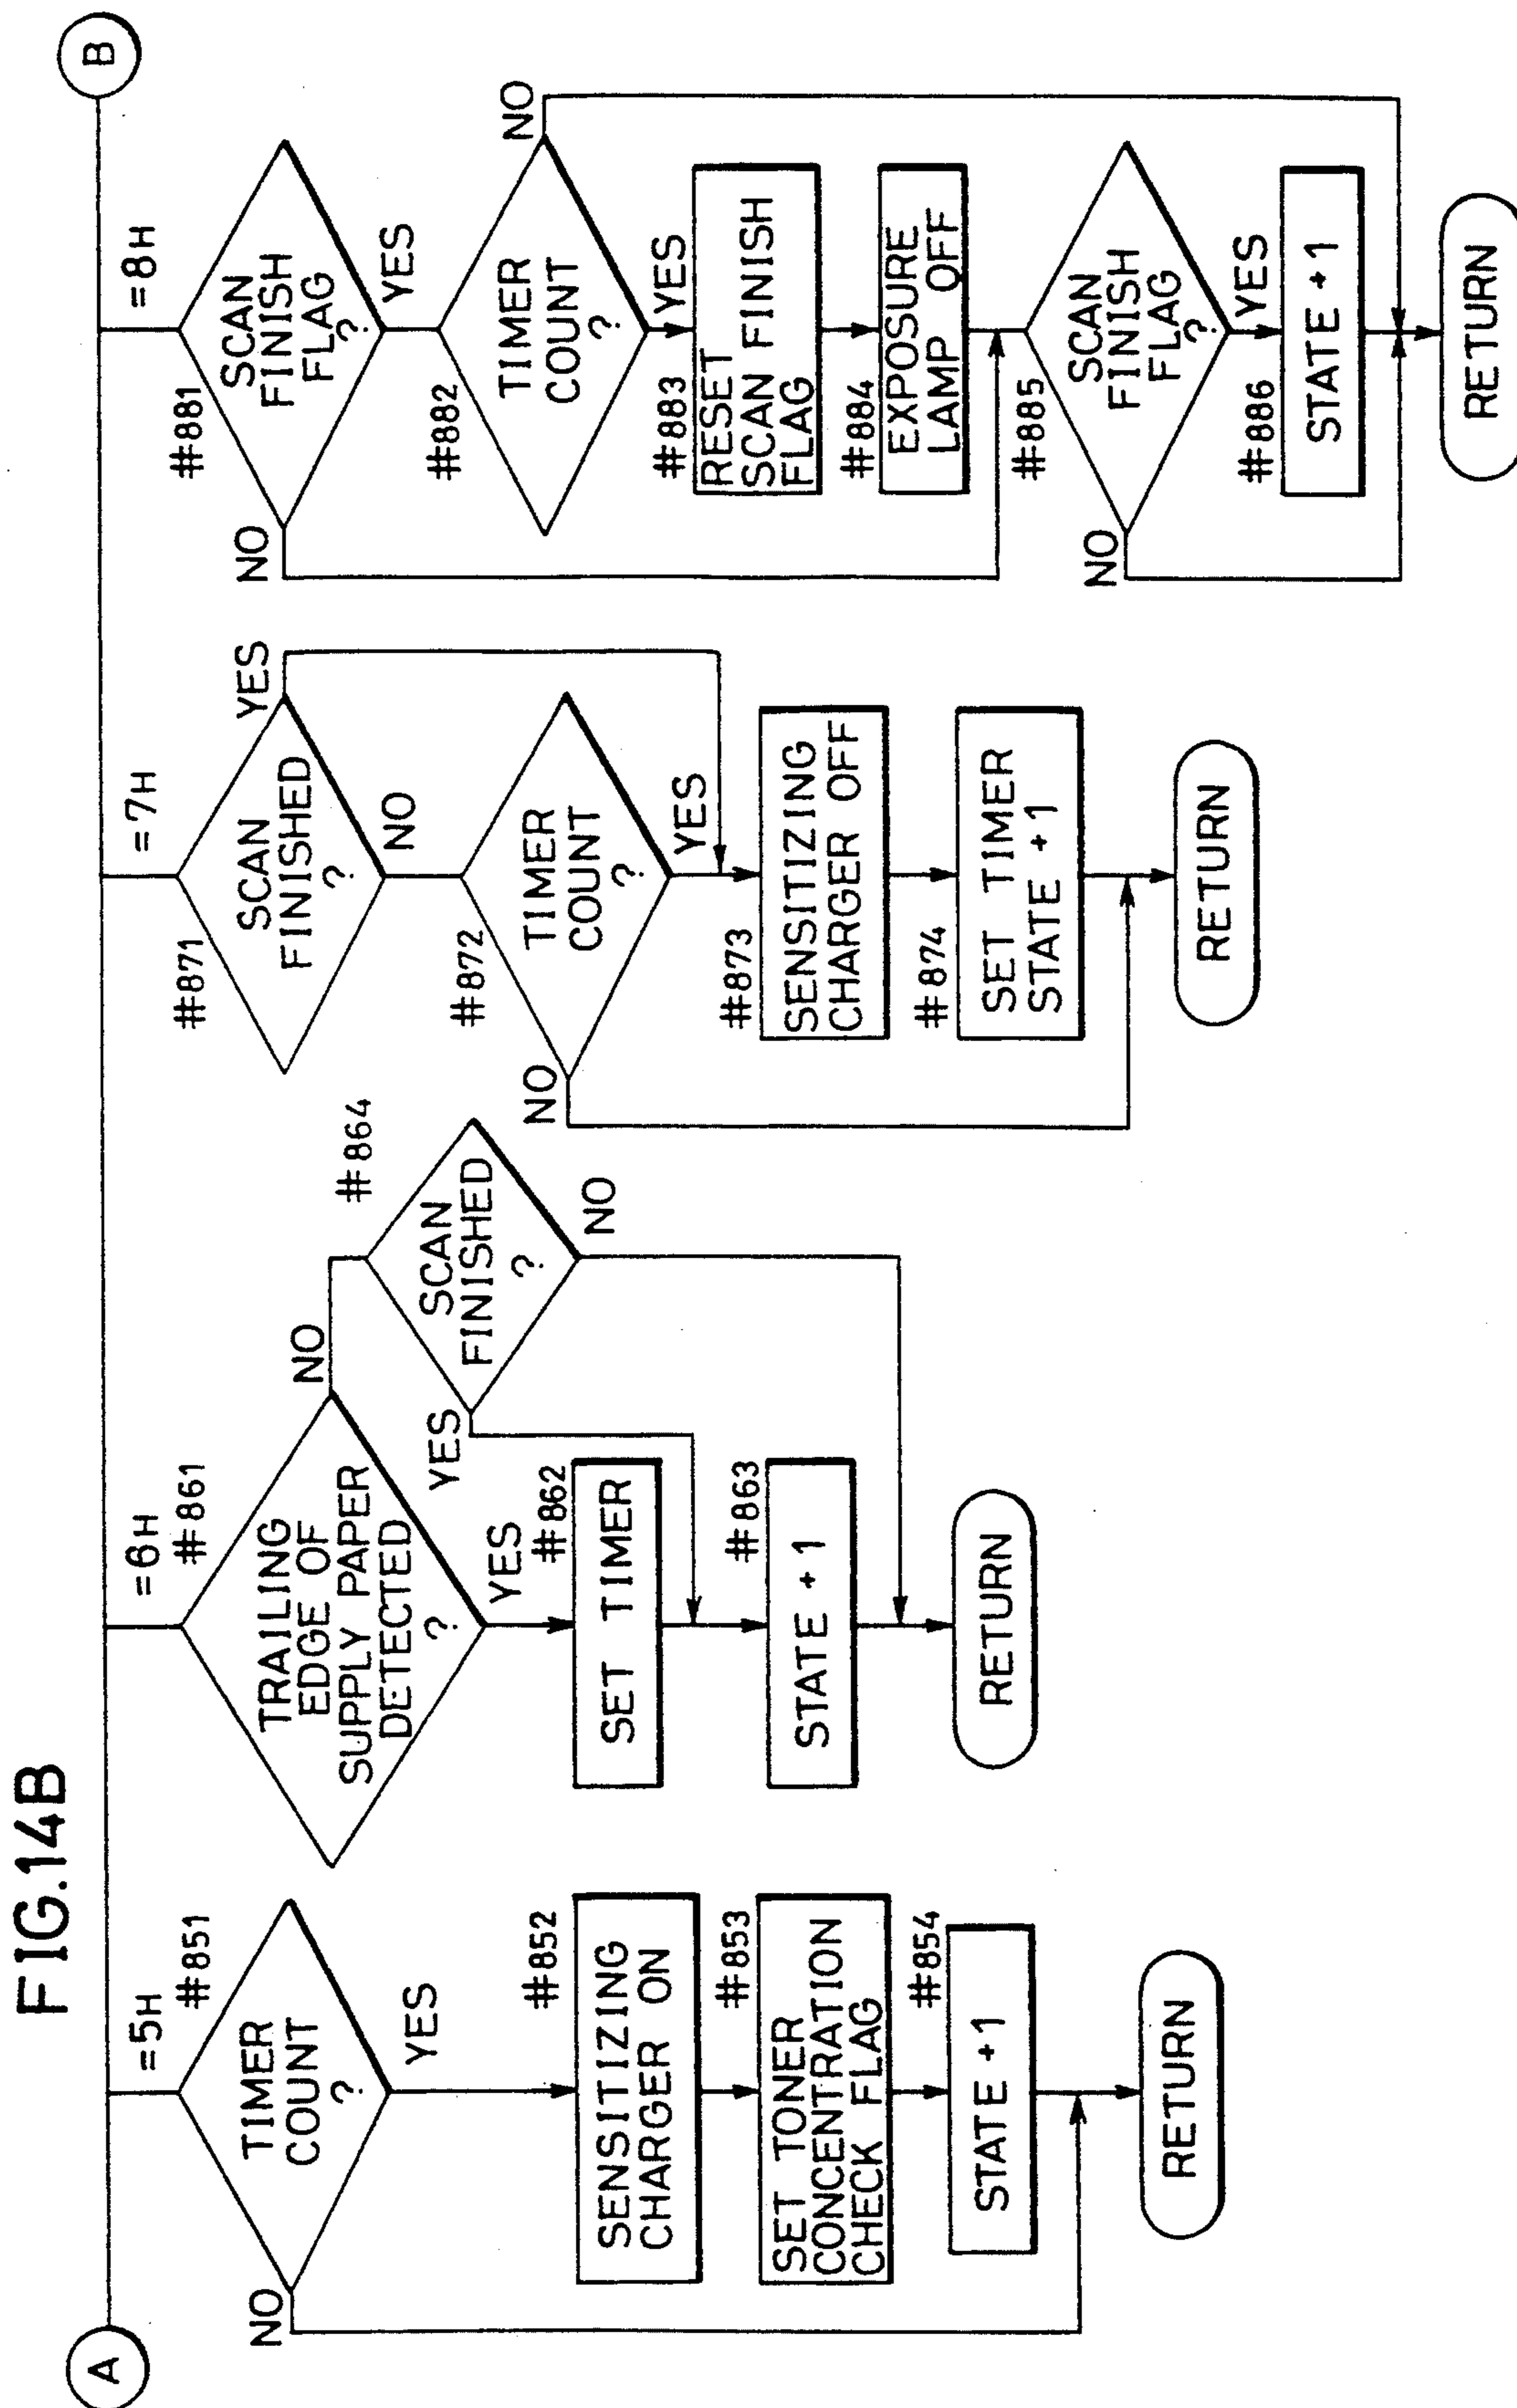 FIG.14B
A
B
=5H
#851
TIMER
COUNT
?
NO
YES
#852
SENSITIZING
CHARGER ON
#853
SET TONER
CONCENTRATION
CHECK FLAG
#854
STATE +1
RETURN
=6H
#861
TRAILING
EDGE OF
SUPPLY PAPER
DETECTED
?
NO
YES
#864
SCAN
FINISHED
?
YES
NO
#862
SET TIMER
#863
STATE +1
RETURN
=7H
#871
SCAN
FINISHED
?
YES
NO
#872
TIMER
COUNT
?
NO
YES
#873
SENSITIZING
CHARGER OFF
#874
SET TIMER
STATE +1
RETURN
=8H
#881
SCAN
FINISH
FLAG
?
NO
YES
#882
TIMER
COUNT
?
NO
YES
#883
RESET
SCAN FINISH
FLAG
#884
EXPOSURE
LAMP OFF
#885
SCAN
FINISH
FLAG
?
NO
YES
#886
STATE +1
RETURN